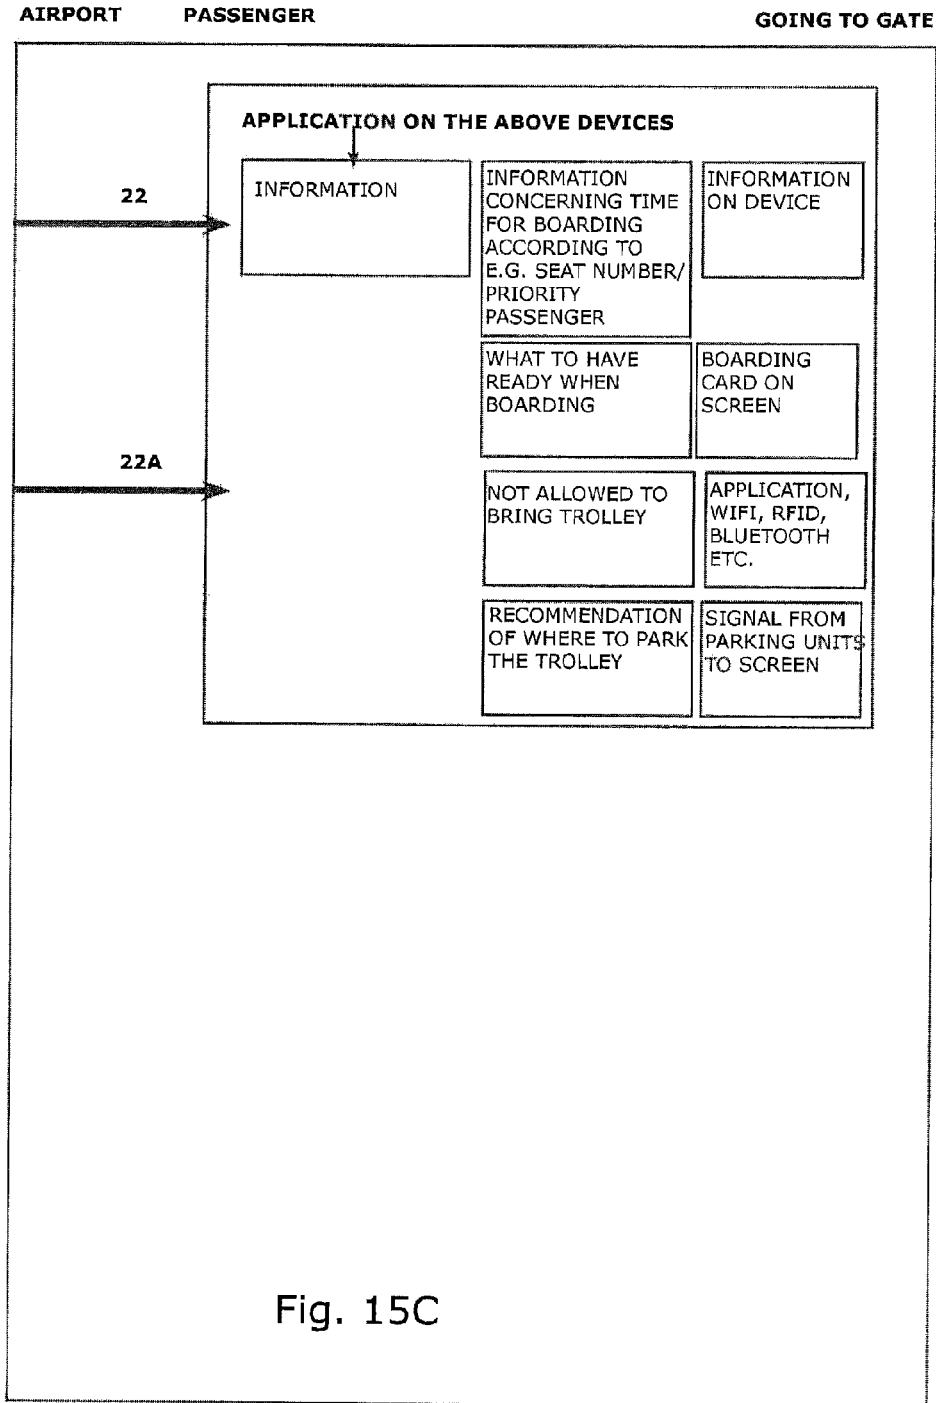 AIRPORT PASSENGER GOING TO GATE
APPLICATION ON THE ABOVE DEVICES
22
INFORMATION
INFORMATION
CONCERNING TIME
FOR BOARDING
ACCORDING TO
E.G. SEAT NUMBER/
PRIORITY
PASSENGER
INFORMATION
ON DEVICE
WHAT TO HAVE
READY WHEN
BOARDING
BOARDING
CARD ON
SCREEN
22A
NOT ALLOWED TO
BRING TROLLEY
APPLICATION,
WIFI, RFID,
BLUETOOTH
ETC.
RECOMMENDATION
OF WHERE TO PARK
THE TROLLEY
SIGNAL FROM
PARKING UNITS
TO SCREEN
Fig. 15C